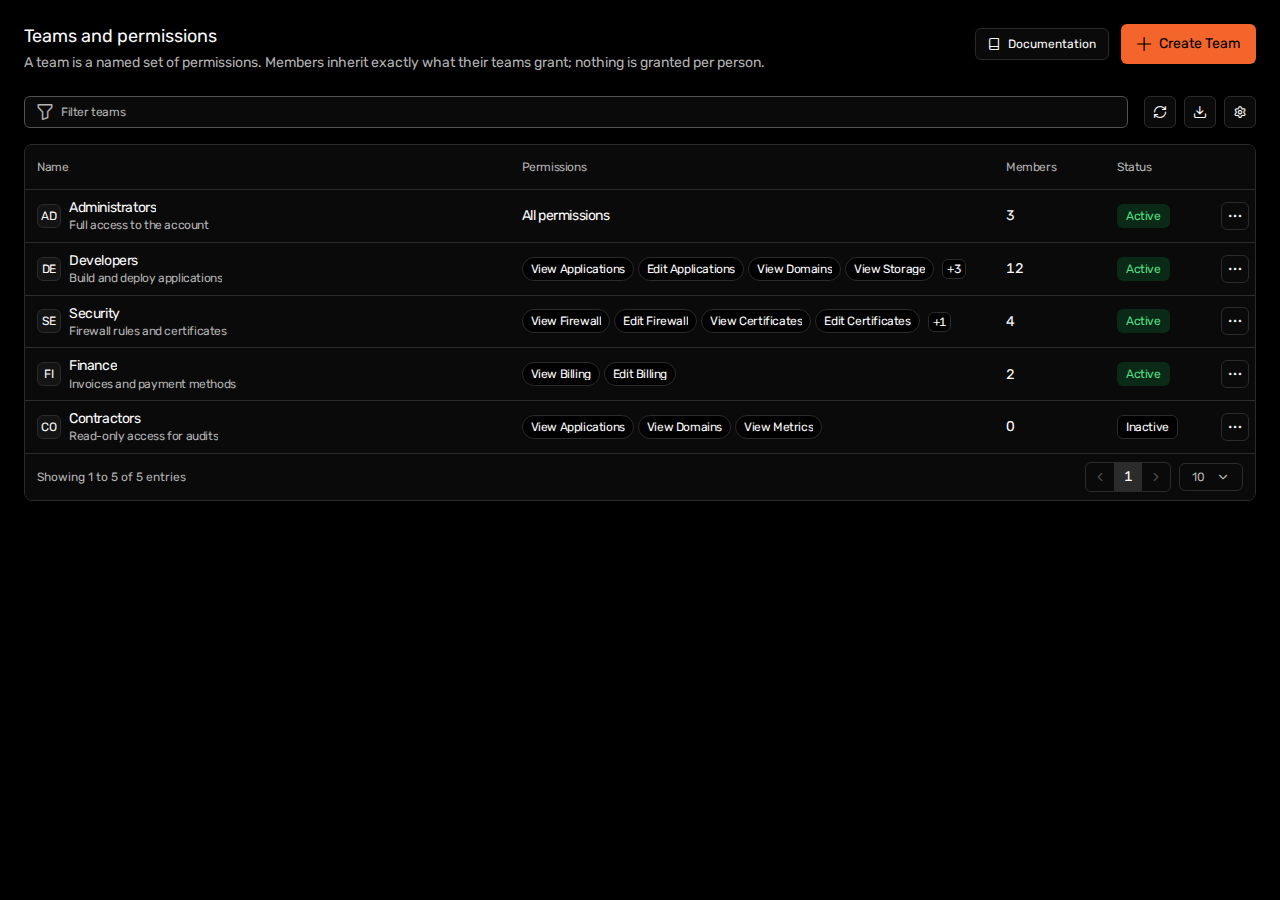 Teams and permissions
A team is a named set of permissions. Members inherit exactly what their teams grant; nothing is granted per person.
Documentation
Create Team
Filter teams
Name Permissions Members Status
AD Administrators All permissions 3 Active
Full access to the account
DE Developers View Applications Edit Applications View Domains View Storage +3 12 Active
Build and deploy applications
SE Security View Firewall Edit Firewall View Certificates Edit Certificates +1 4 Active
Firewall rules and certificates
FI Finance View Billing Edit Billing 2 Active
Invoices and payment methods
CO Contractors View Applications View Domains View Metrics 0 Inactive
Read-only access for audits
Showing 1 to 5 of 5 entries 1 10